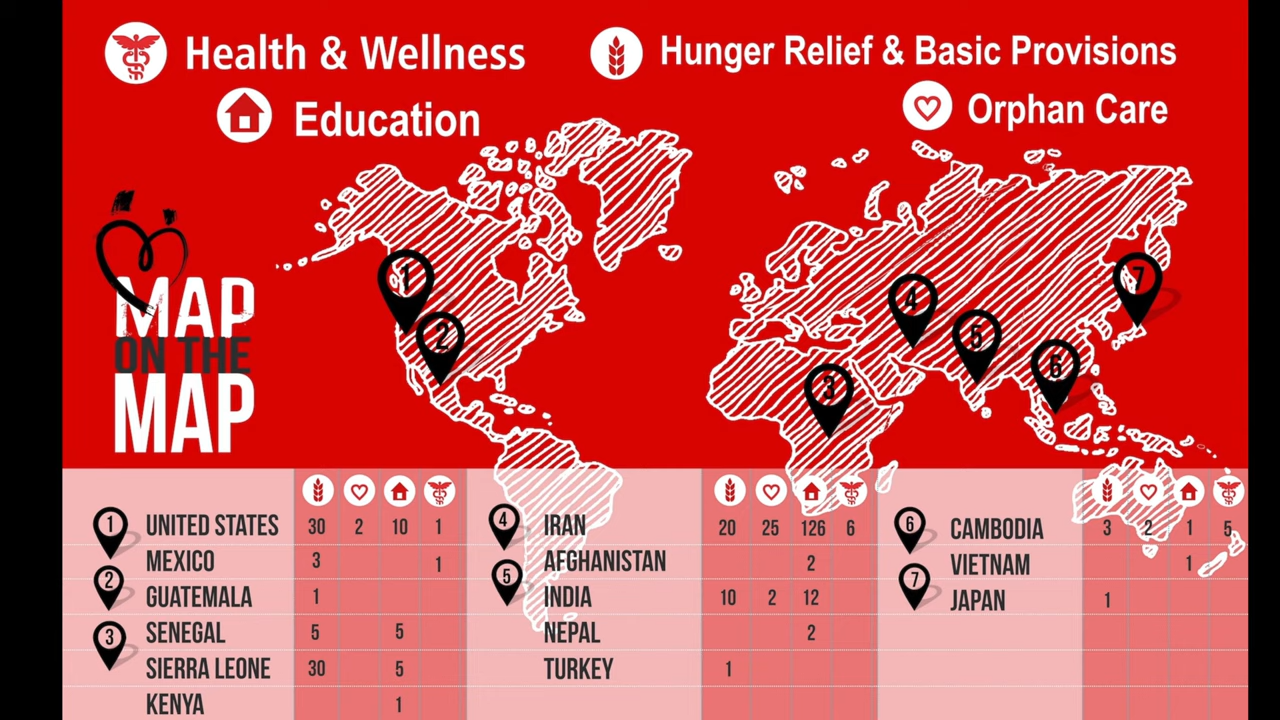 Health & Wellness
Hunger Relief & Basic Provisions
Education
Orphan Care
MAP
ON THE
MAP
1
2
3
4
5
6
7
1 UNITED STATES 30 2 10 1
MEXICO 3 1
2 GUATEMALA 1
3 SENEGAL 5 5
SIERRA LEONE 30 5
KENYA 1
4 IRAN 20 25 126 6
AFGHANISTAN 2
5 INDIA 10 2 12
NEPAL 2
TURKEY 1
6 CAMBODIA 3 2 1 5
VIETNAM 1
7 JAPAN 1